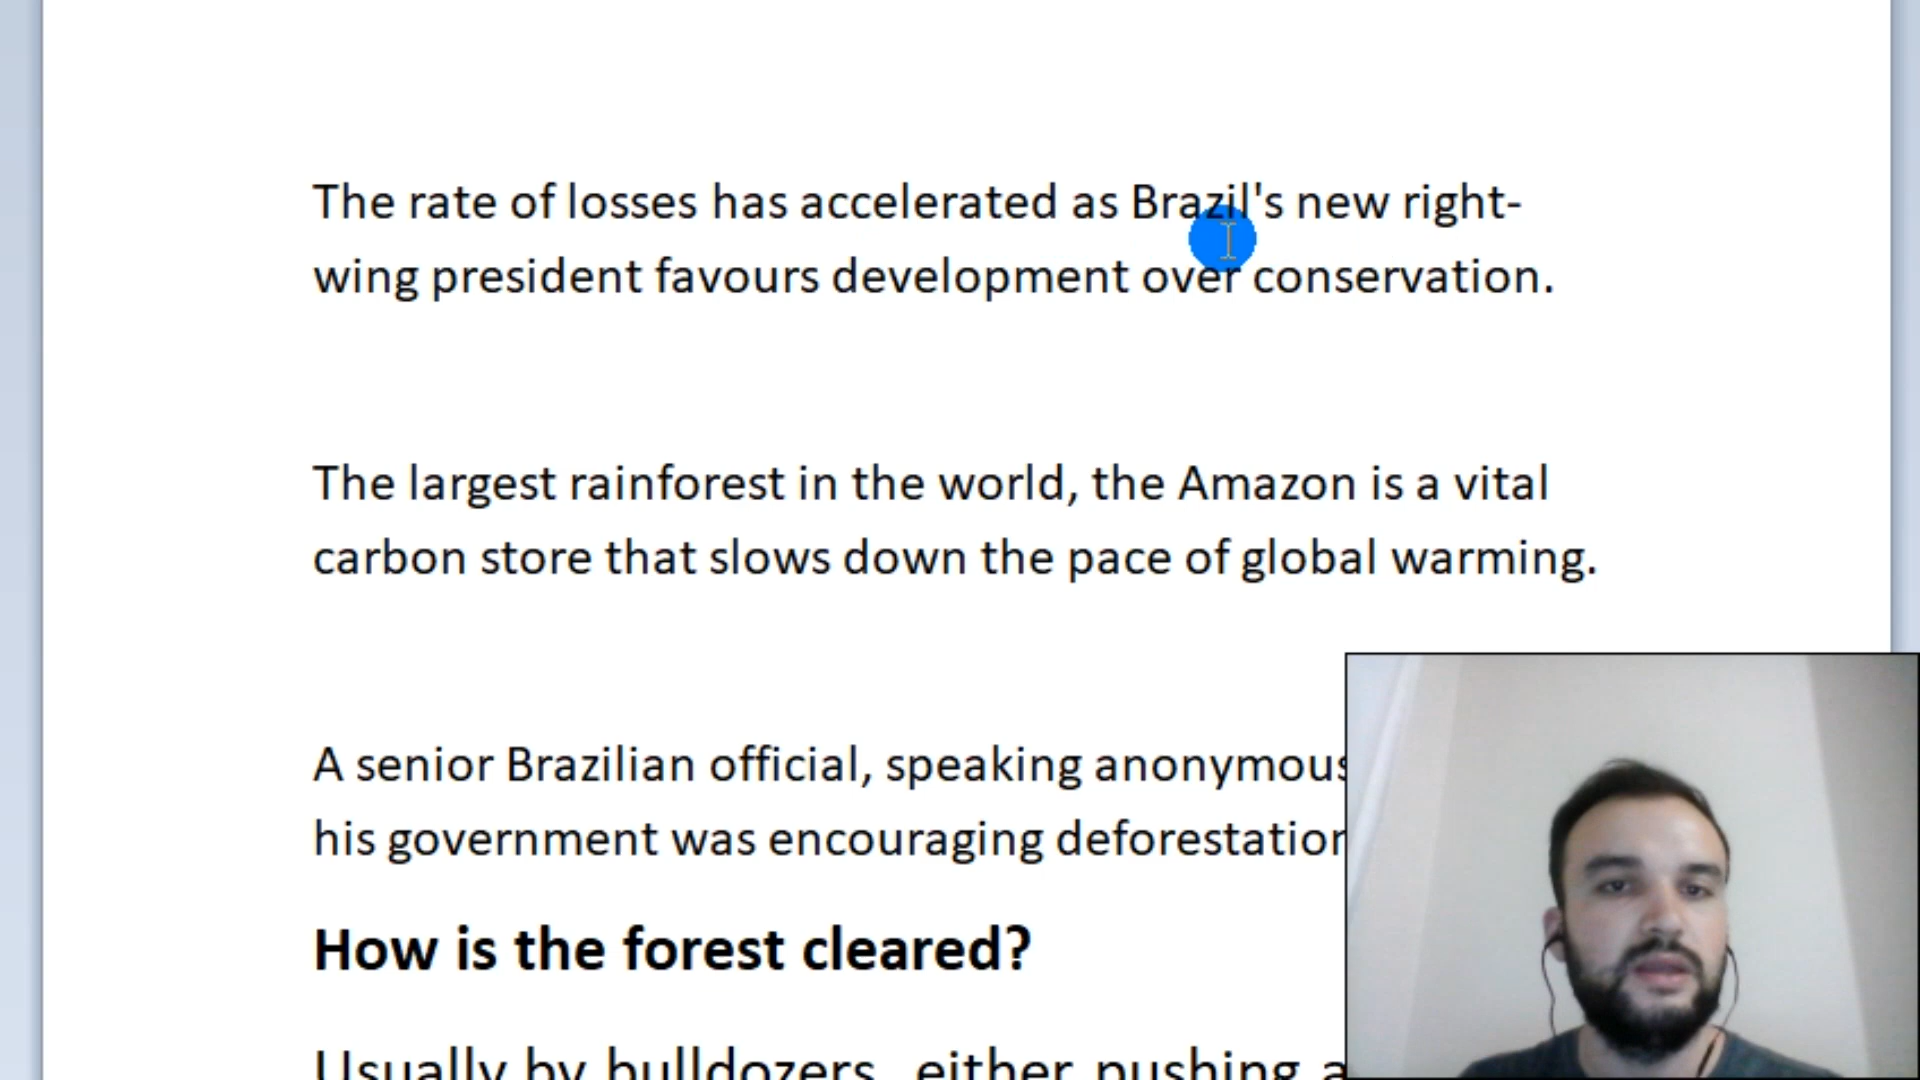 The rate of losses has accelerated as Brazil's new right-
wing president favours development over conservation.
The largest rainforest in the world, the Amazon is a vital
carbon store that slows down the pace of global warming.
A senior Brazilian official, speaking anonymous
his government was encouraging deforestation
How is the forest cleared?
Usually by bulldozers, either pushing a